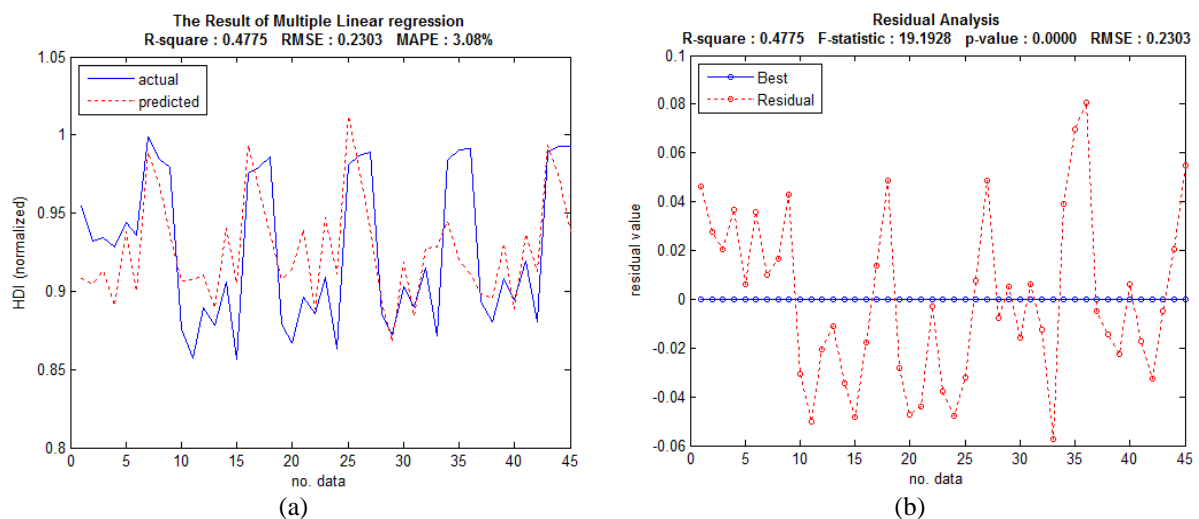 The Result of Multiple Linear regression
R-square : 0.4775 RMSE : 0.2303 MAPE : 3.08%
1.05
1
0.95
0.9
0.85
0.8
HDI (normalized)
actual
predicted
0 5 10 15 20 25 30 35 40 45
no. data
(a)
Residual Analysis
R-square : 0.4775 F-statistic : 19.1928 p-value : 0.0000 RMSE : 0.2303
0.1
0.08
0.06
0.04
0.02
0
-0.02
-0.04
-0.06
residual value
Best
Residual
0 5 10 15 20 25 30 35 40 45
no. data
(b)